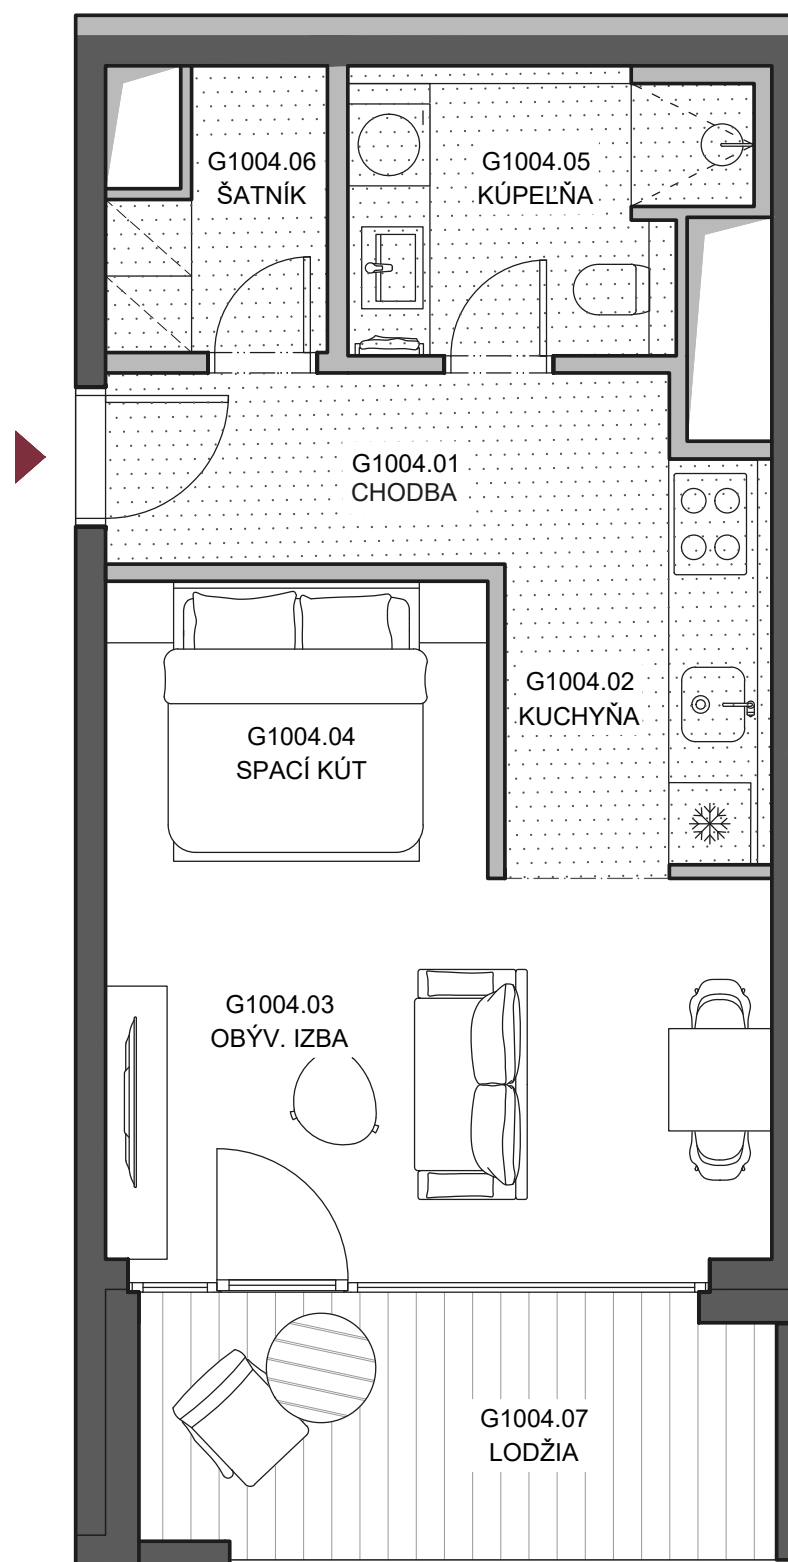 G1004.06
ŠATNÍK
G1004.05
KÚPEĽŇA
G1004.01
CHODBA
G1004.02
KUCHYŇA
G1004.04
SPACÍ KÚT
G1004.03
OBÝV. IZBA
G1004.07
LODŽIA